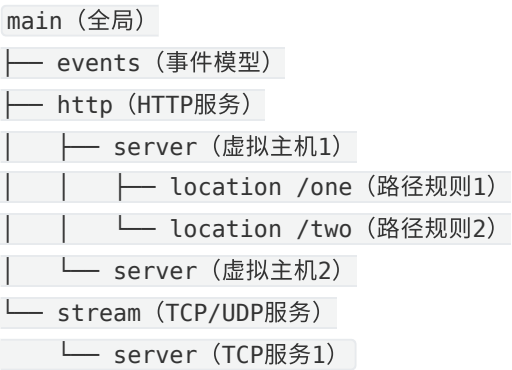 main（全局）
├── events（事件模型）
├── http（HTTP服务）
│   ├── server（虚拟主机1）
│   │   ├── location /one（路径规则1）
│   │   └── location /two（路径规则2）
│   └── server（虚拟主机2）
└── stream（TCP/UDP服务）
    └── server（TCP服务1）